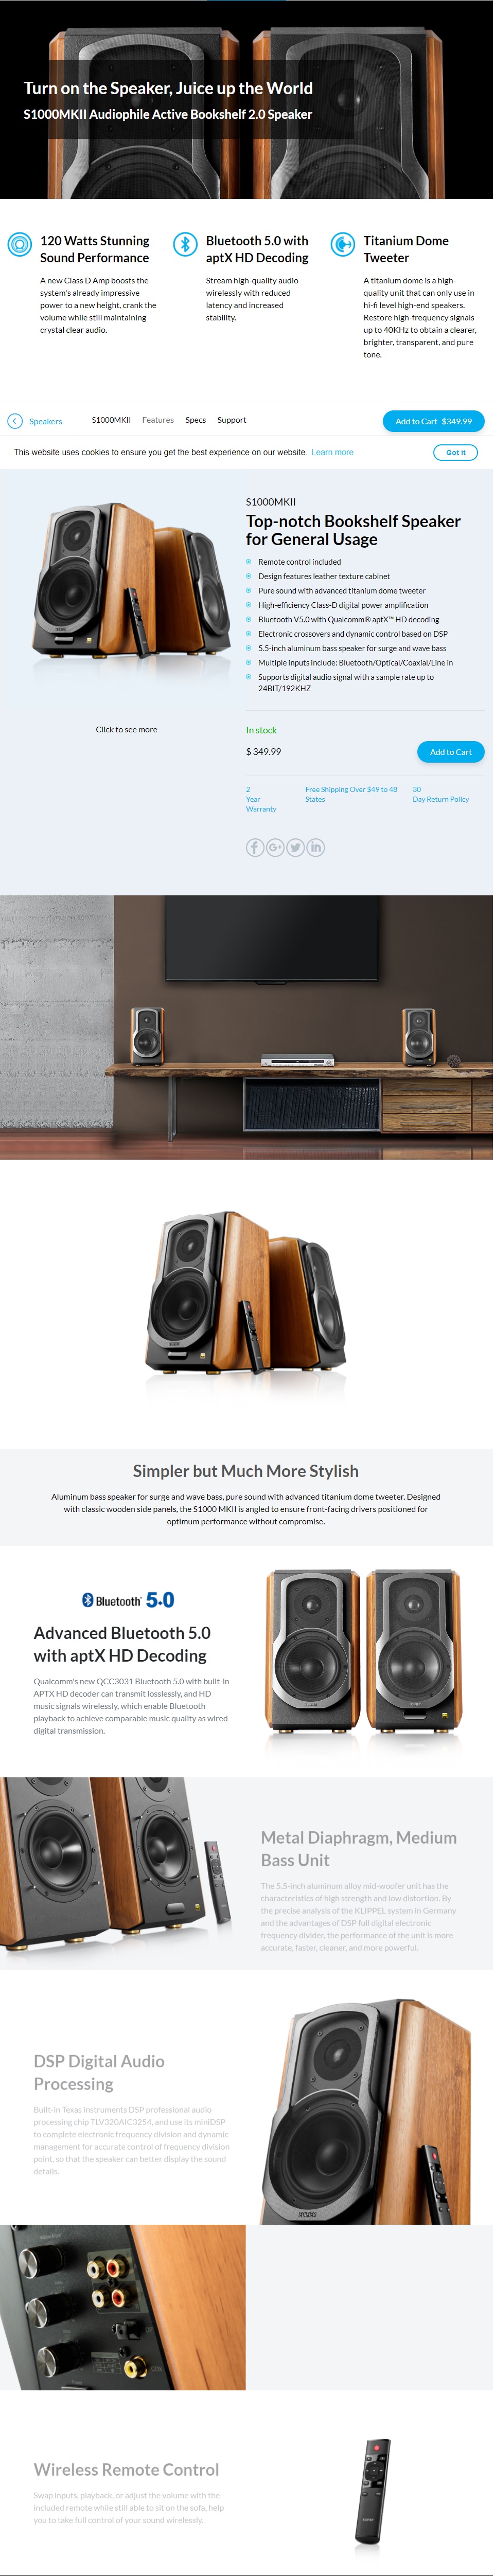 Turn on the Speaker, Juice up the World
S1000MKII Audiophile Active Bookshelf 2.0 Speaker
120 Watts Stunning
Sound Performance
A new Class D Amp boosts the
system's already impressive
power to a new height, crank the
volume while still maintaining
crystal clear audio.
Bluetooth 5.0 with
aptX HD Decoding
Stream high-quality audio
wirelessly with reduced
latency and increased
stability.
Titanium Dome
Tweeter
A titanium dome is a high-
quality unit that can only use in
hi-fi level high-end speakers.
Restore high-frequency signals
up to 40KHz to obtain a clearer,
brighter, transparent, and pure
tone.
Speakers
S1000MKII Features Specs Support
Add to Cart $349.99
This website uses cookies to ensure you get the best experience on our website. Learn more
Got it
S1000MKII
Top-notch Bookshelf Speaker
for General Usage
Remote control included
Design features leather texture cabinet
Pure sound with advanced titanium dome tweeter
High-efficiency Class-D digital power amplification
Bluetooth V5.0 with Qualcomm® aptX™ HD decoding
Electronic crossovers and dynamic control based on DSP
5.5-inch aluminum bass speaker for surge and wave bass
Multiple inputs include: Bluetooth/Optical/Coaxial/Line in
Supports digital audio signal with a sample rate up to
24BIT/192KHZ
Click to see more
In stock
$ 349.99
Add to Cart
2
Year
Warranty
Free Shipping Over $49 to 48
States
30
Day Return Policy
Simpler but Much More Stylish
Aluminum bass speaker for surge and wave bass, pure sound with advanced titanium dome tweeter. Designed
with classic wooden side panels, the S1000 MKII is angled to ensure front-facing drivers positioned for
optimum performance without compromise.
Bluetooth 5.0
Advanced Bluetooth 5.0
with aptX HD Decoding
Qualcomm's new QCC3031 Bluetooth 5.0 with built-in
APTX HD decoder can transmit losslessly, and HD
music signals wirelessly, which enable Bluetooth
playback to achieve comparable music quality as wired
digital transmission.
Metal Diaphragm, Medium
Bass Unit
The 5.5-inch aluminum alloy mid-woofer unit has the
characteristics of high strength and low distortion. By
the precise analysis of the KLIPPEL system in Germany
and the advantages of DSP full digital electronic
frequency divider, the performance of the unit is more
accurate, faster, cleaner, and more powerful.
DSP Digital Audio
Processing
Built-in Texas Instruments DSP professional audio
processing chip TLV320AIC3254, and use its miniDSP
to complete electronic frequency division and dynamic
management for accurate control of frequency division
point, so that the speaker can better display the sound
details.
Wireless Remote Control
Swap inputs, playback, or adjust the volume with the
included remote while still able to sit on the sofa, help
you to take full control of your sound wirelessly.